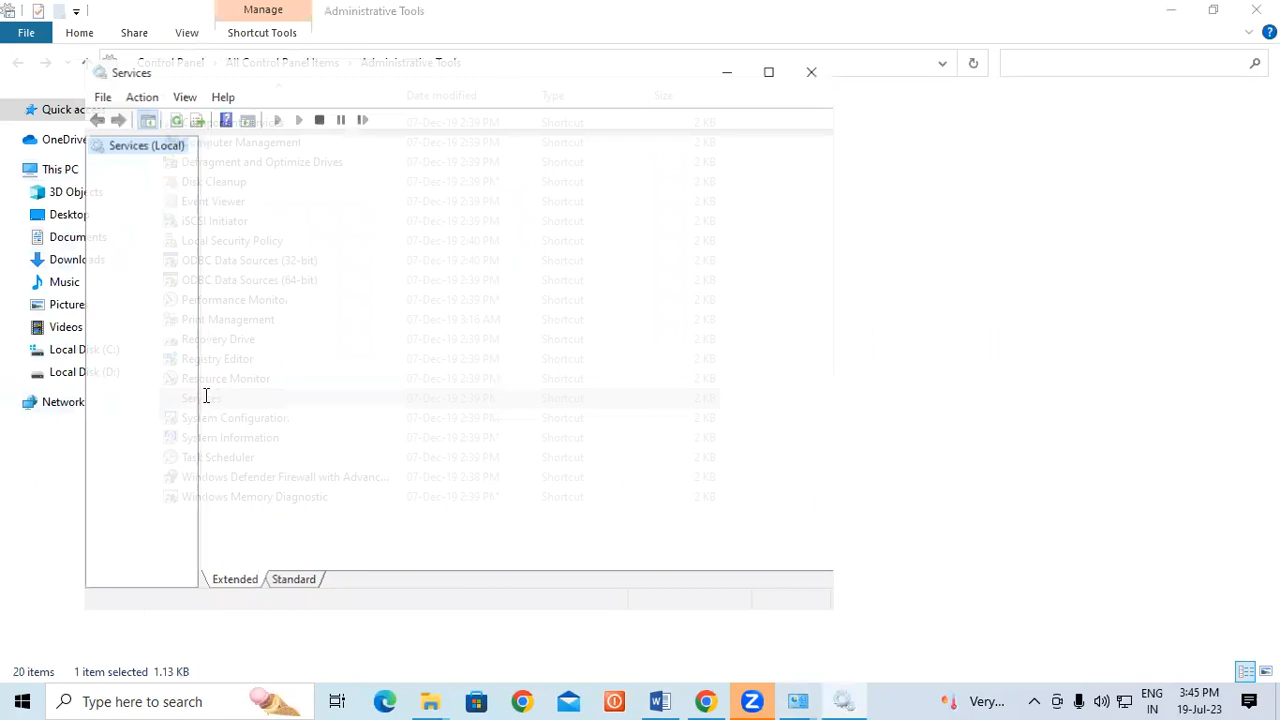 Manage
Administrative Tools
File
Home
Share
View
Shortcut Tools
Control Panel
All Control Panel Items
Administrative Tools
Services
File
Action
View
Help
Date modified
Type
Size
Services (Local)
Quick
OneDrive
This PC
3D Objects
Desktop
Documents
Downloads
Music
Pictures
Videos
Local Disk (C:)
Local Disk (D:)
Network
07-Dec-19 2:39 PM Shortcut 2 KB
Computer Management 07-Dec-19 2:39 PM Shortcut 2 KB
Defragment and Optimize Drives 07-Dec-19 2:39 PM Shortcut 2 KB
Disk Cleanup 07-Dec-19 2:39 PM Shortcut 2 KB
Event Viewer 07-Dec-19 2:39 PM Shortcut 2 KB
iSCSI Initiator 07-Dec-19 2:39 PM Shortcut 2 KB
Local Security Policy 07-Dec-19 2:40 PM Shortcut 2 KB
ODBC Data Sources (32-bit) 07-Dec-19 2:40 PM Shortcut 2 KB
ODBC Data Sources (64-bit) 07-Dec-19 2:39 PM Shortcut 2 KB
Performance Monitor 07-Dec-19 2:39 PM Shortcut 2 KB
Print Management 07-Dec-19 3:16 AM Shortcut 2 KB
Recovery Drive 07-Dec-19 2:39 PM Shortcut 2 KB
Registry Editor 07-Dec-19 2:39 PM Shortcut 2 KB
Resource Monitor 07-Dec-19 2:39 PM Shortcut 2 KB
Services 07-Dec-19 2:39 PM Shortcut 2 KB
System Configuration 07-Dec-19 2:39 PM Shortcut 2 KB
System Information 07-Dec-19 2:39 PM Shortcut 2 KB
Task Scheduler 07-Dec-19 2:39 PM Shortcut 2 KB
Windows Defender Firewall with Advanc... 07-Dec-19 2:38 PM Shortcut 2 KB
Windows Memory Diagnostic 07-Dec-19 2:39 PM Shortcut 2 KB
Extended
Standard
20 items
1 item selected 1.13 KB
Type here to search
Very...
ENG
IN
3:45 PM
19-Jul-23